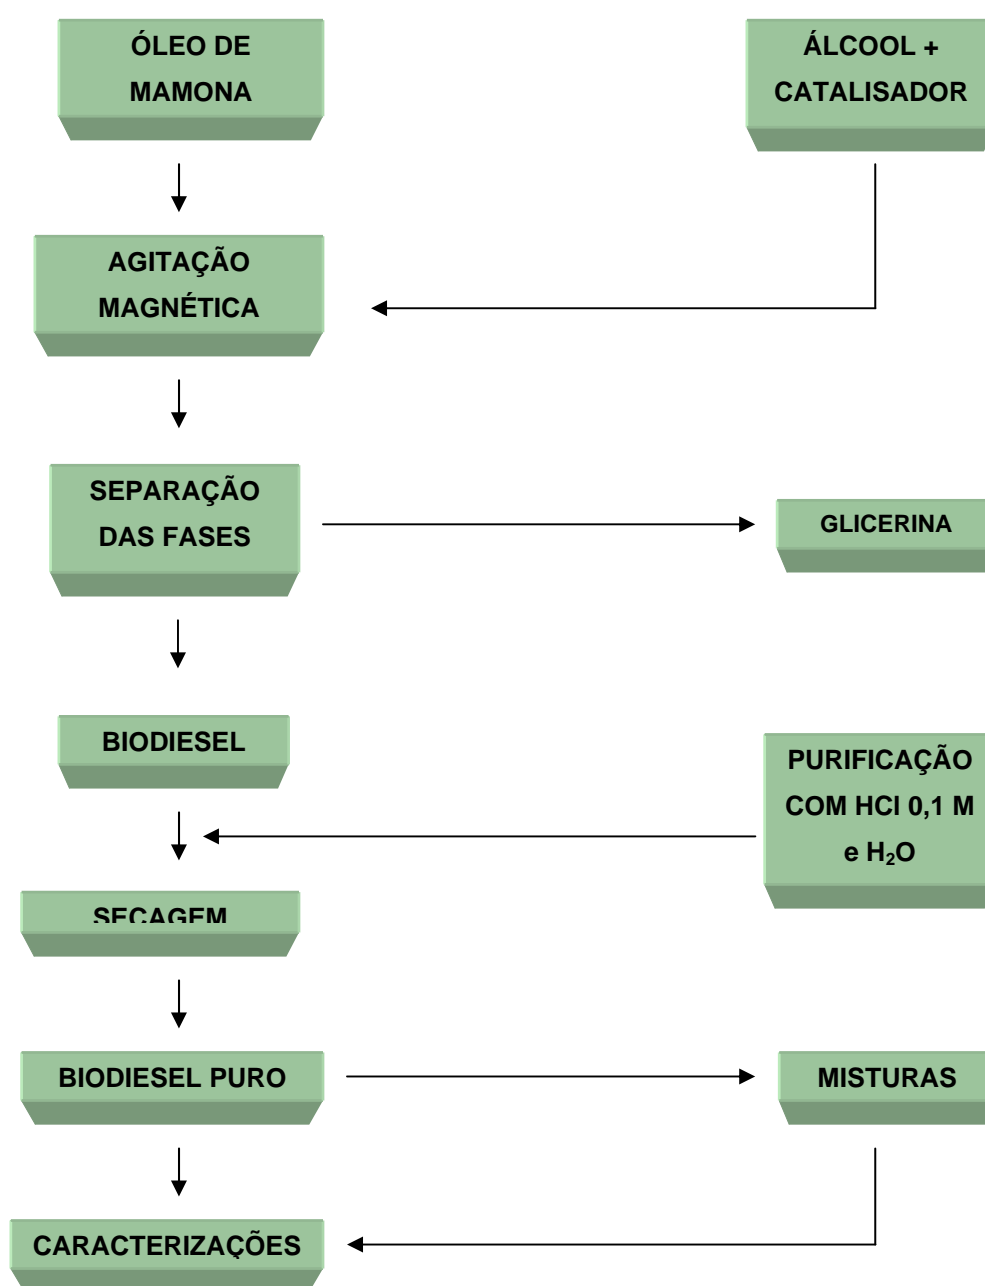 ÓLEO DE
MAMONA
ÁLCOOL +
CATALISADOR
AGITAÇÃO
MAGNÉTICA
SEPARAÇÃO
DAS FASES
GLICERINA
BIODIESEL
PURIFICAÇÃO
COM HCl 0,1 M
e H₂O
SECAGEM
BIODIESEL PURO
MISTURAS
CARACTERIZAÇÕES